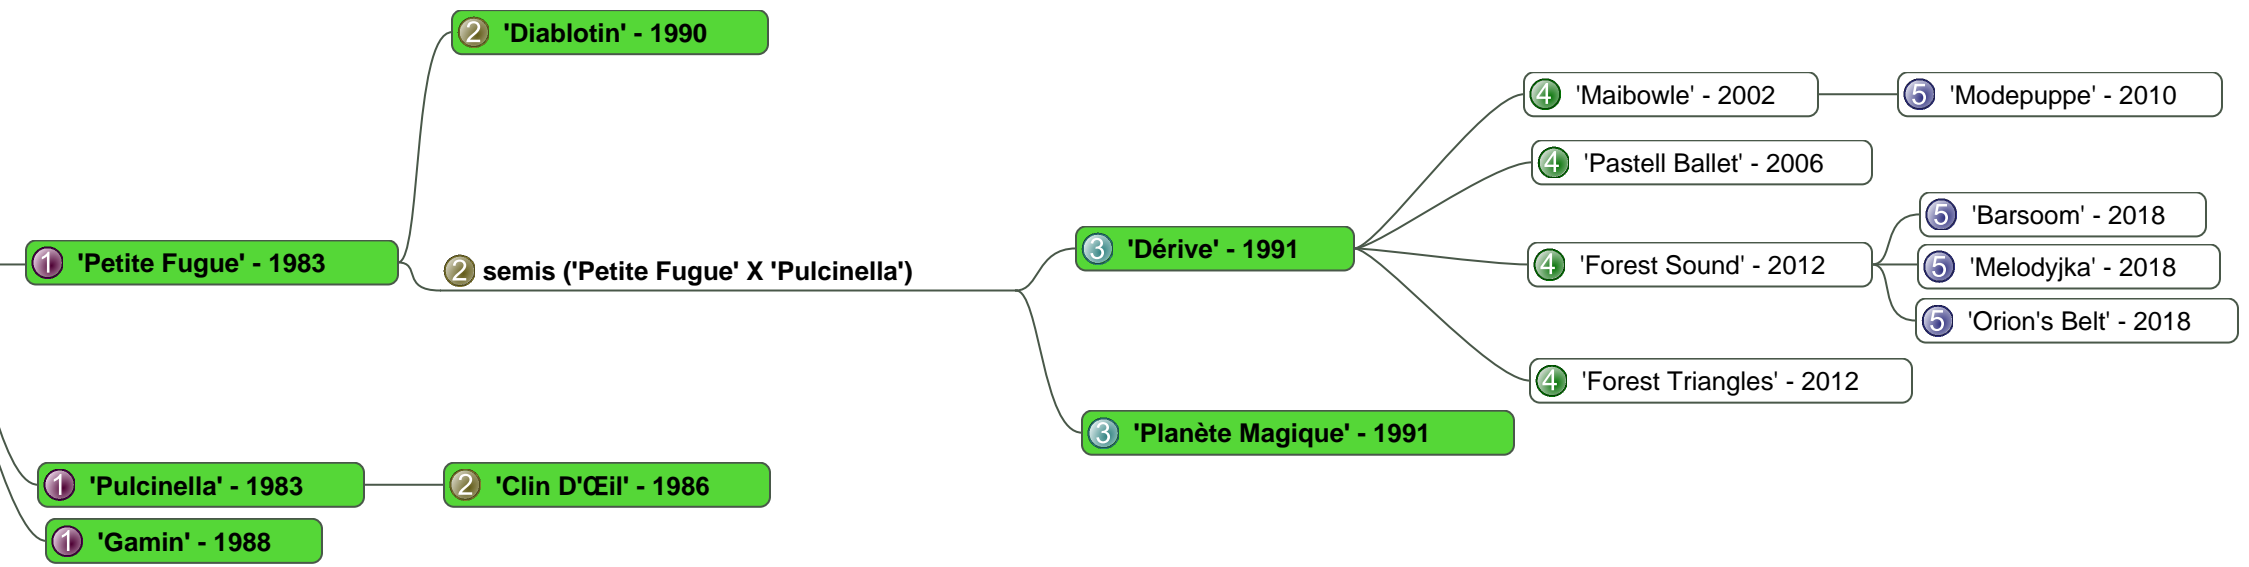 2 'Diablotin' - 1990
4 'Maibowle' - 2002
5 'Modepuppe' - 2010
4 'Pastell Ballet' - 2006
5 'Barsoom' - 2018
1 'Petite Fugue' - 1983
2 semis ('Petite Fugue' X 'Pulcinella')
3 'Dérive' - 1991
4 'Forest Sound' - 2012
5 'Melodyjka' - 2018
5 'Orion's Belt' - 2018
4 'Forest Triangles' - 2012
3 'Planète Magique' - 1991
1 'Pulcinella' - 1983
2 'Clin D'Œil' - 1986
1 'Gamin' - 1988